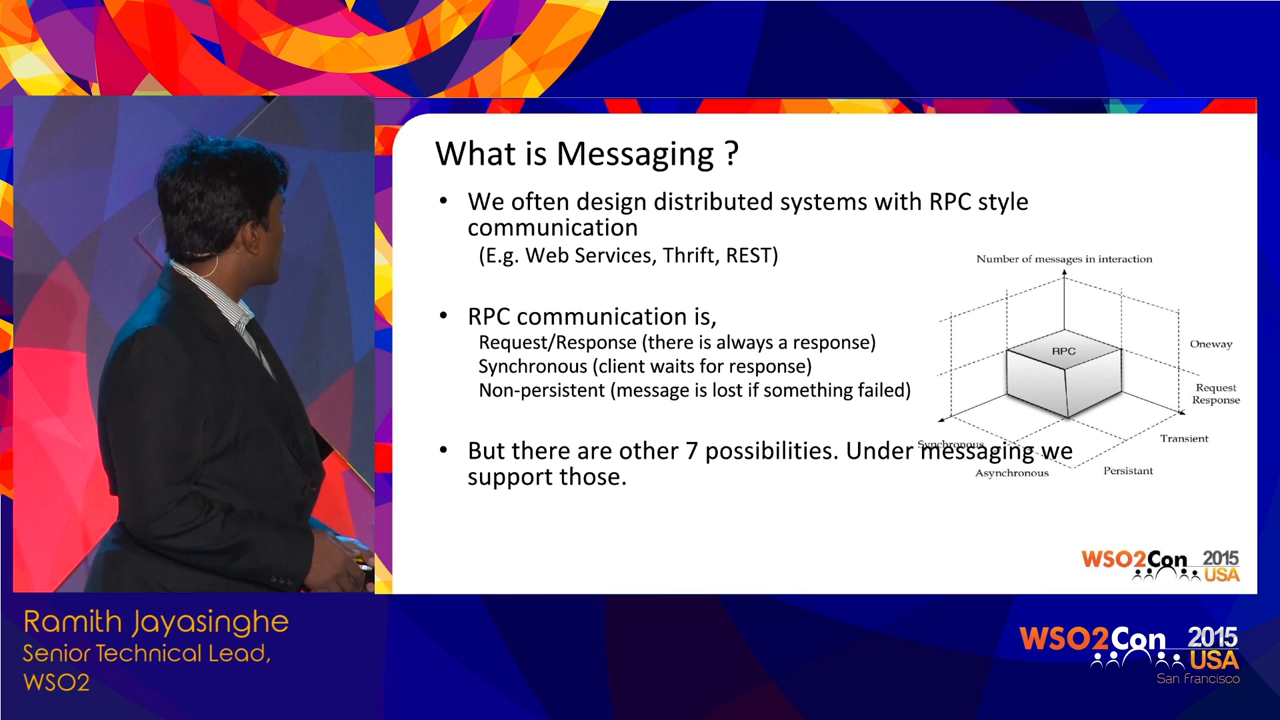 What is Messaging ?
• We often design distributed systems with RPC style
communication
(E.g. Web Services, Thrift, REST)
• RPC communication is,
Request/Response (there is always a response)
Synchronous (client waits for response)
Non-persistent (message is lost if something failed)
• But there are other 7 possibilities. Under messaging we
support those.
Number of messages in interaction
RPC
Oneway
Request
Response
Transient
Synchronous
Asynchronous
Persistant
WSO2Con 2015
USA
Ramith Jayasinghe
Senior Technical Lead,
WSO2
WSO2Con 2015
USA
San Francisco